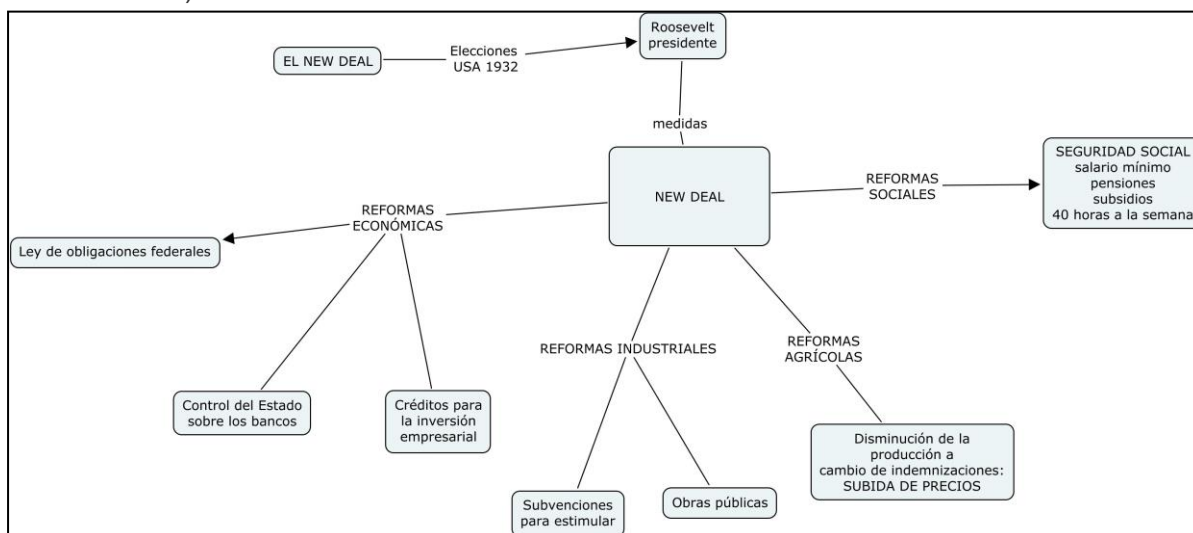 Roosevelt
presidente
EL NEW DEAL
Elecciones
USA 1932
medidas
NEW DEAL
REFORMAS
SOCIALES
SEGURIDAD SOCIAL
salario mínimo
pensiones
subsidios
40 horas a la semana
REFORMAS
ECONÓMICAS
Ley de obligaciones federales
Control del Estado
sobre los bancos
Créditos para
la inversión
empresarial
REFORMAS INDUSTRIALES
Subvenciones
para estimular
Obras públicas
REFORMAS
AGRÍCOLAS
Disminución de la
producción a
cambio de indemnizaciones:
SUBIDA DE PRECIOS